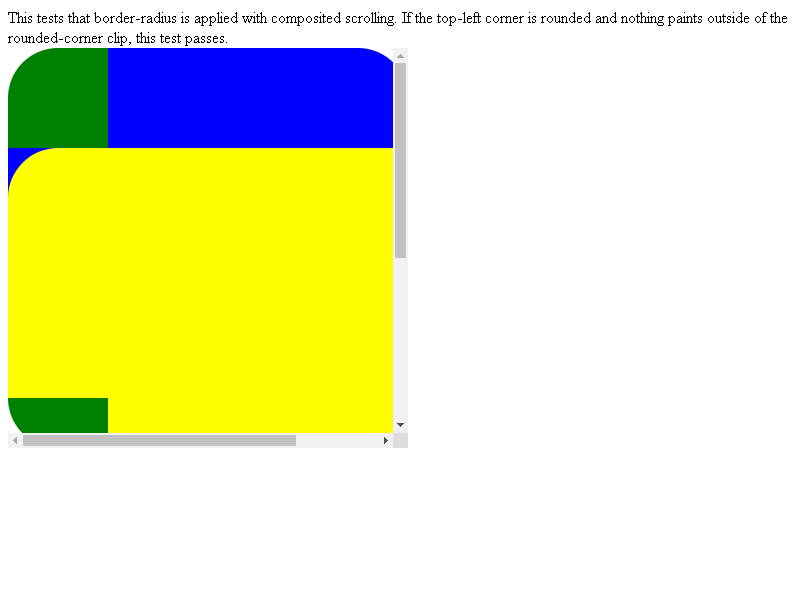 This tests that border-radius is applied with composited scrolling. If the top-left corner is rounded and nothing paints outside of the
rounded-corner clip, this test passes.